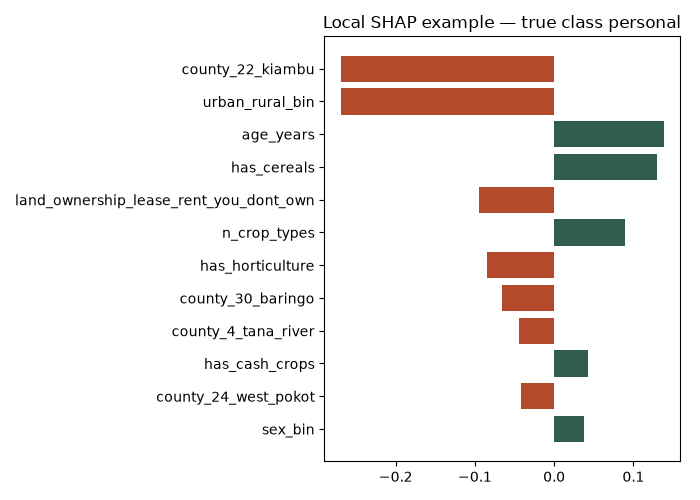 Local SHAP example — true class personal
county_22_kiambu
urban_rural_bin
age_years
has_cereals
land_ownership_lease_rent_you_dont_own
n_crop_types
has_horticulture
county_30_baringo
county_4_tana_river
has_cash_crops
county_24_west_pokot
sex_bin
−0.2 −0.1 0.0 0.1